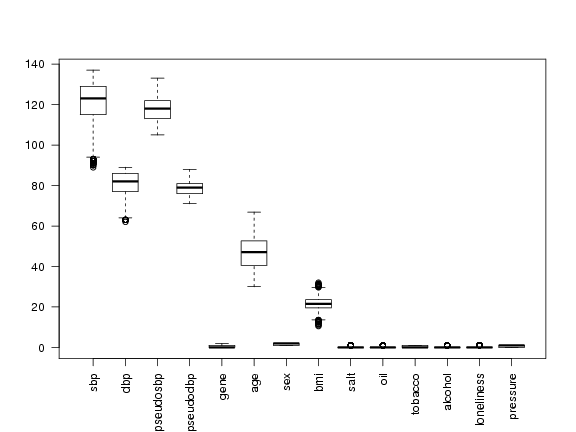 140
120
100
80
60
40
20
0
sbp
dbp
pseudosbp
pseudodbp
gene
age
sex
bmi
salt
oil
tobacco
alcohol
loneliness
pressure